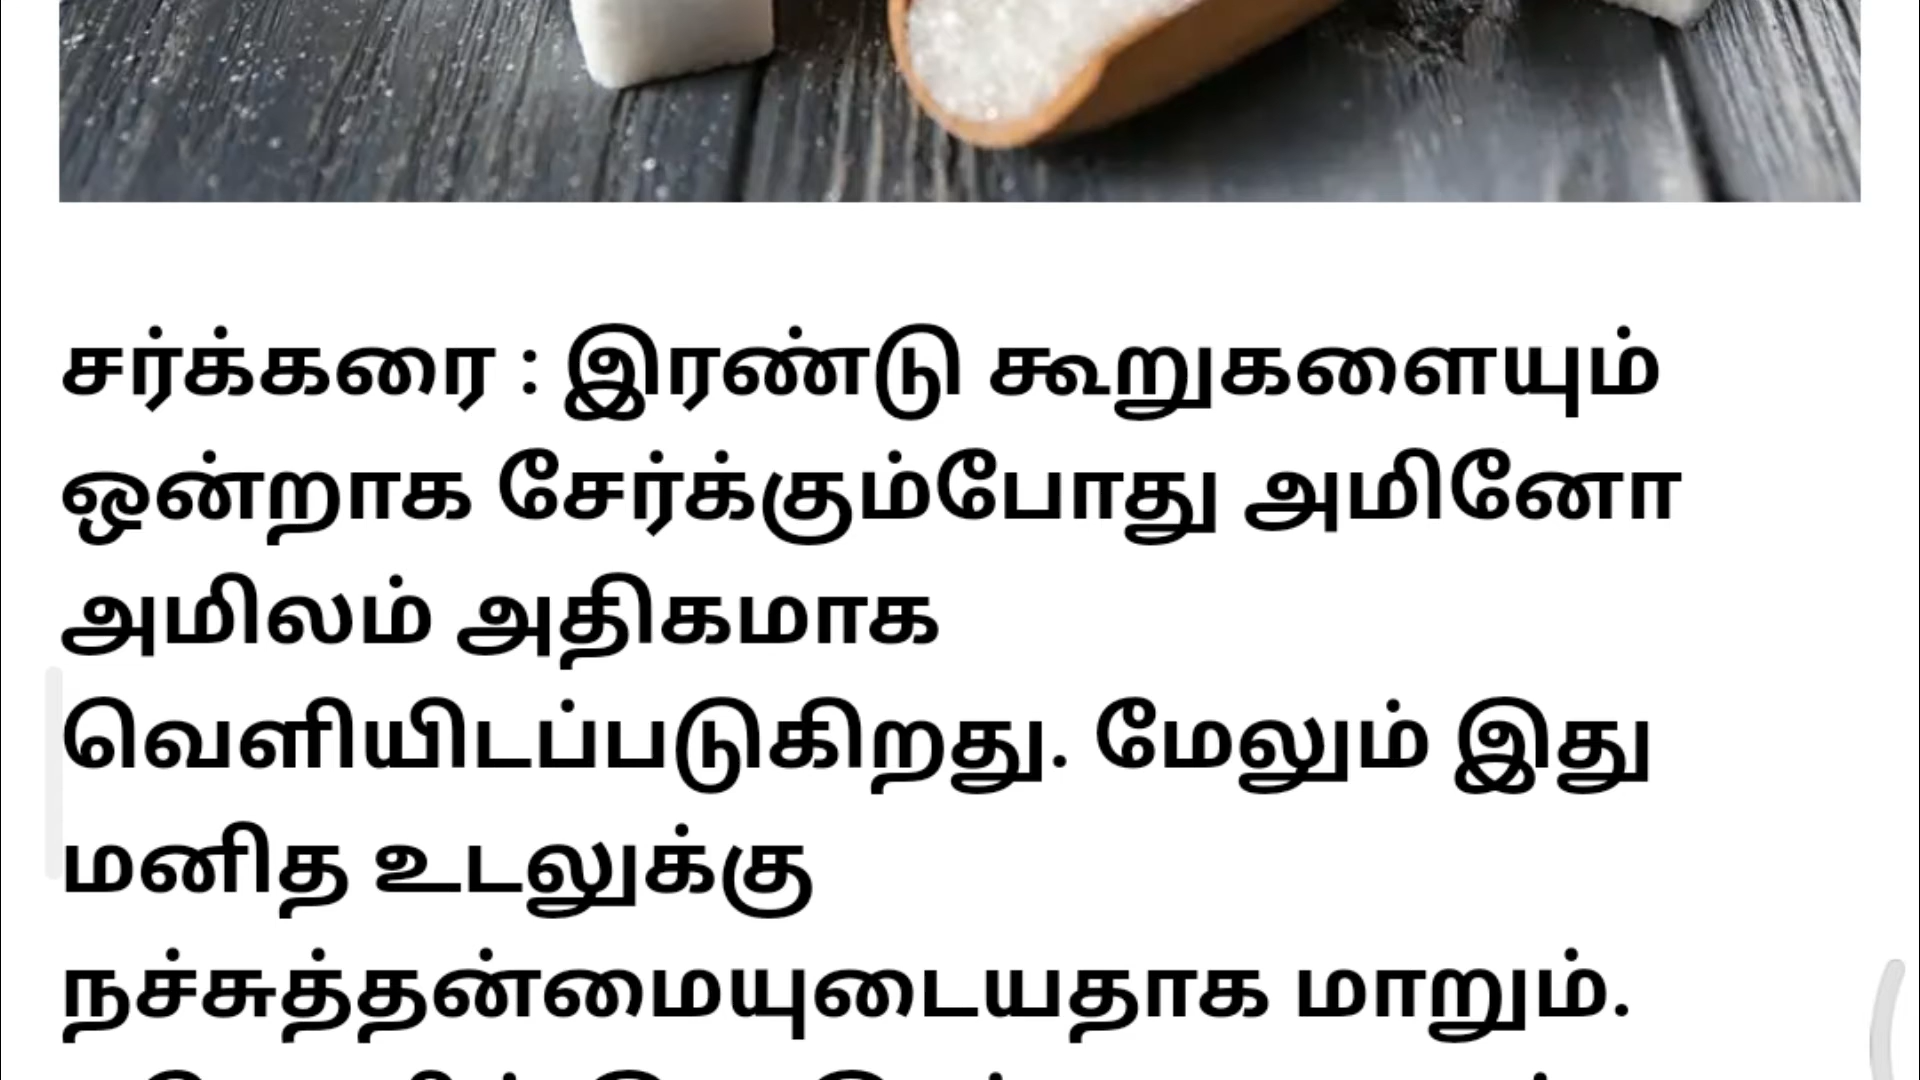 சர்க்கரை : இரண்டு கூறுகளையும்
ஒன்றாக சேர்க்கும்போது அமினோ
அமிலம் அதிகமாக
வெளியிடப்படுகிறது. மேலும் இது
மனித உடலுக்கு
நச்சுத்தன்மையுடையதாக மாறும்.